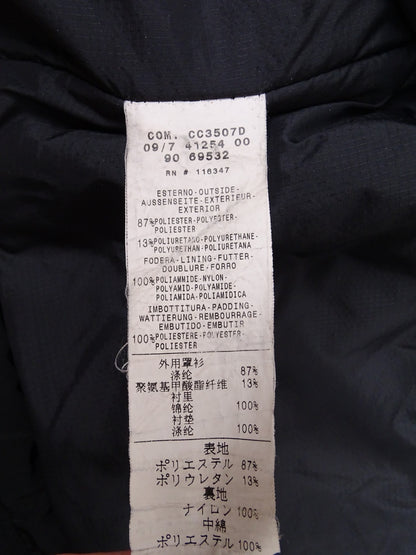 COM. CC3507D
09/7 41254 00
90 69532
RN # 116347
ESTERNO-OUTSIDE-
AUSSENSEITE-EXTERIEUR-
EXTERIOR
87%POLIESTER-POLYESTER-
POLIESTER
13%POLIURETANO-POLYURETHANE-
POLYURETHAN-POLIURETANA
FODERA-LINING-FUTTER-
DOUBLURE/FORRO
100%POLIAMMIDE-NYLON-
POLYAMID-POLYAMIDE-
POLIAMIDA-POLIAMIDICA
IMBOTTITURA-PADDING-
WATTIERUNG-REMBOURRAGE-
EMBUTIDO-EMBUTIR
100%POLIESTERE-POLYESTER-
POLIESTER
外用罩衫
涤纶 87%
聚氨基甲酸酯纤维 13%
衬里
锦纶 100%
衬垫
涤纶 100%
表地
ポリエステル 87%
ポリウレタン 13%
裏地
ナイロン 100%
中綿
ポリエステル 100%